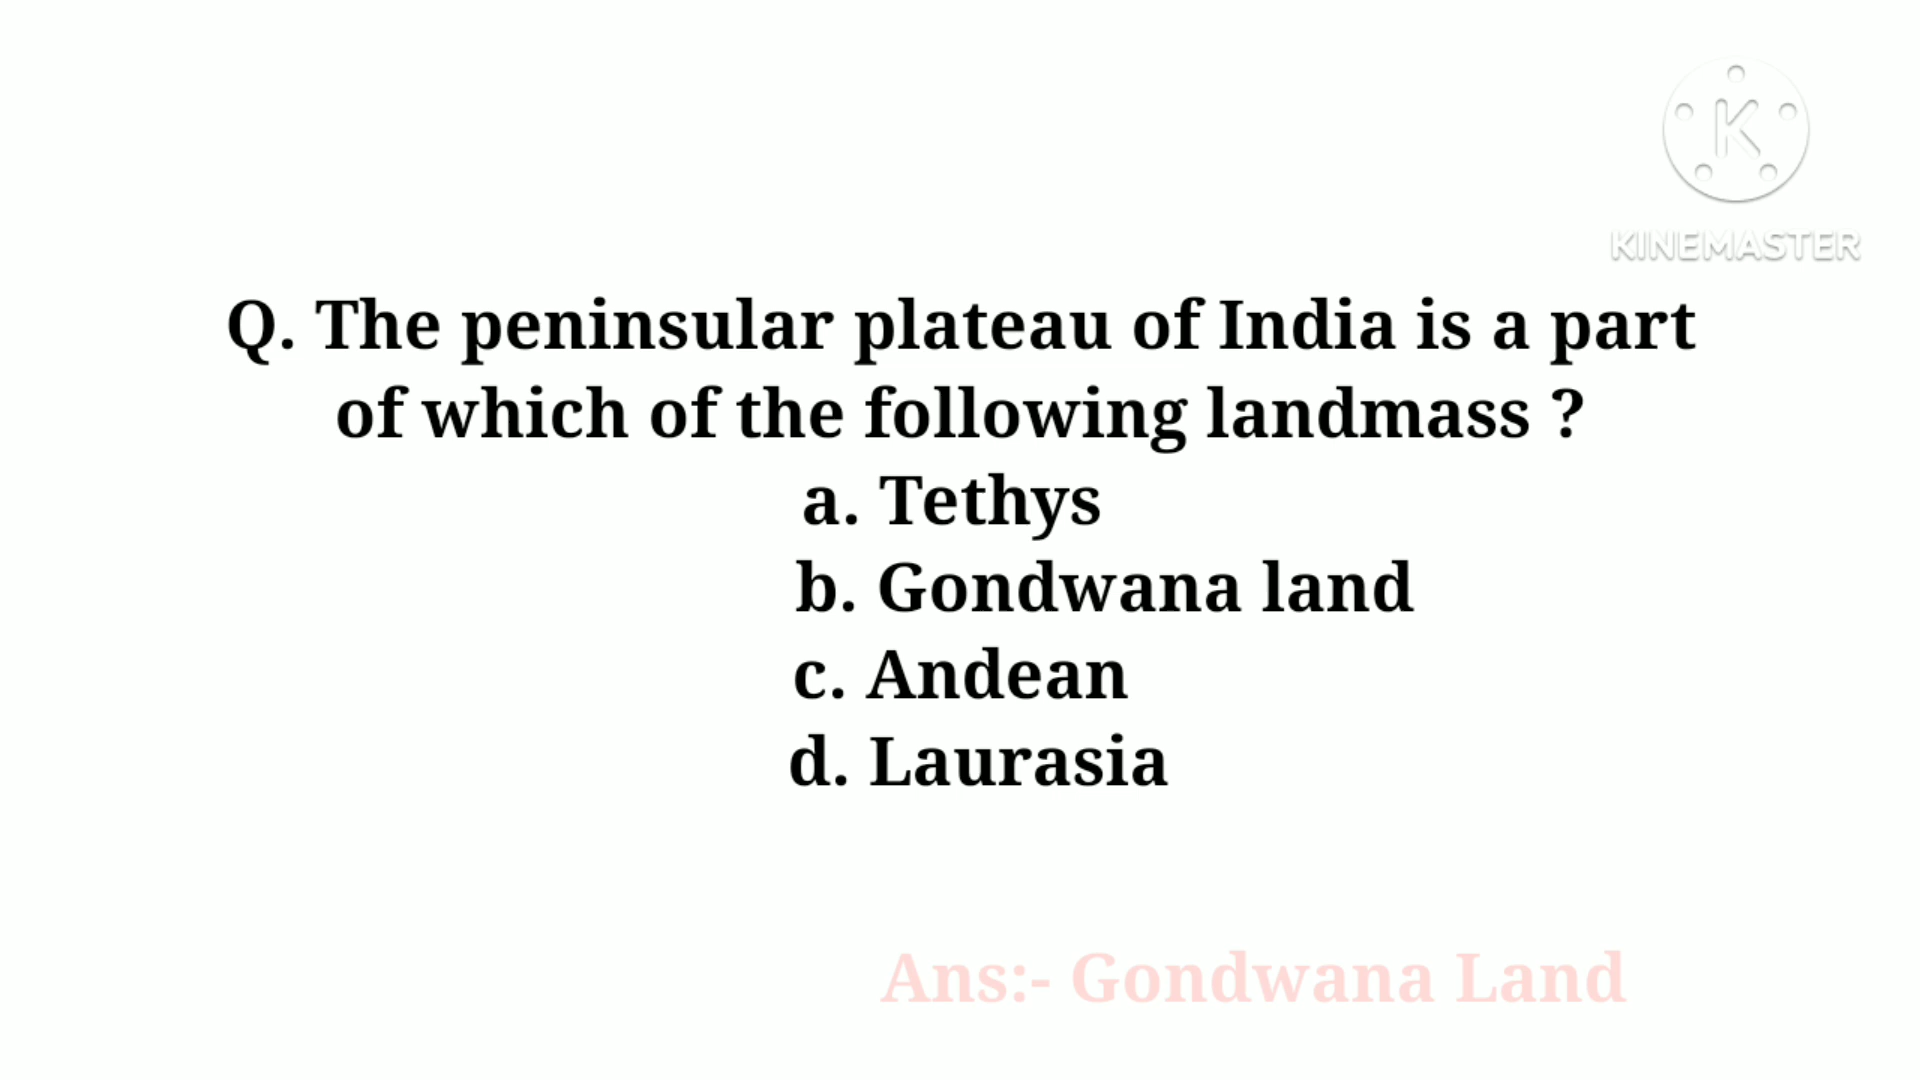 K
KINEMASTER
Q. The peninsular plateau of India is a part
of which of the following landmass ?
a. Tethys
b. Gondwana land
c. Andean
d. Laurasia
Ans:- Gondwana Land